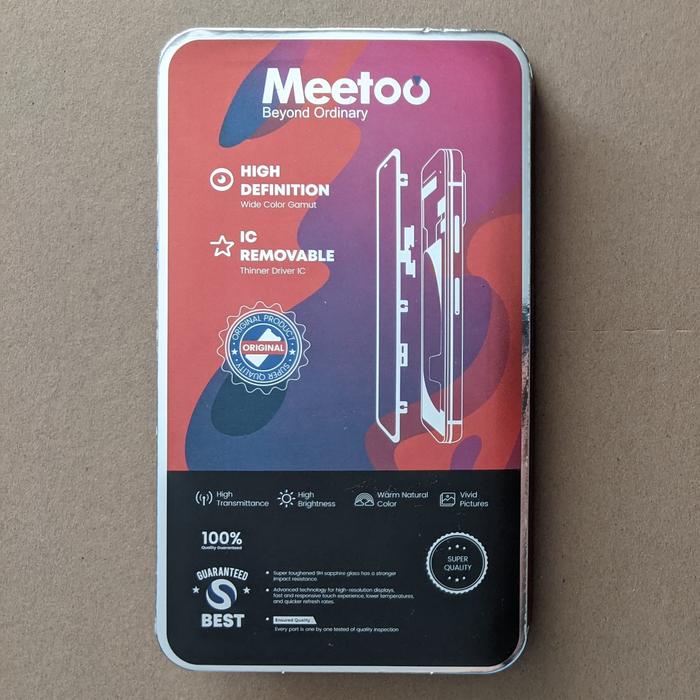 Meetoo
Beyond Ordinary
HIGH
DEFINITION
Wide Color Gamut
IC
REMOVABLE
Thinner Driver IC
ORIGINAL PRODUCT
ORIGINAL
SUPER QUALITY
High
Transmittance
High
Brightness
Warm Natural
Color
Vivid
Pictures
100%
Quality Guaranteed
GUARANTEED
BEST
SUPER
QUALITY
Super toughened 9H sapphire glass has a stronger
impact resistance.
Advanced technology for high-resolution displays,
fast and responsive touch experience, lower temperatures,
and quicker refresh rates.
Ensured Quality
Every part is one by one tested of quality inspection